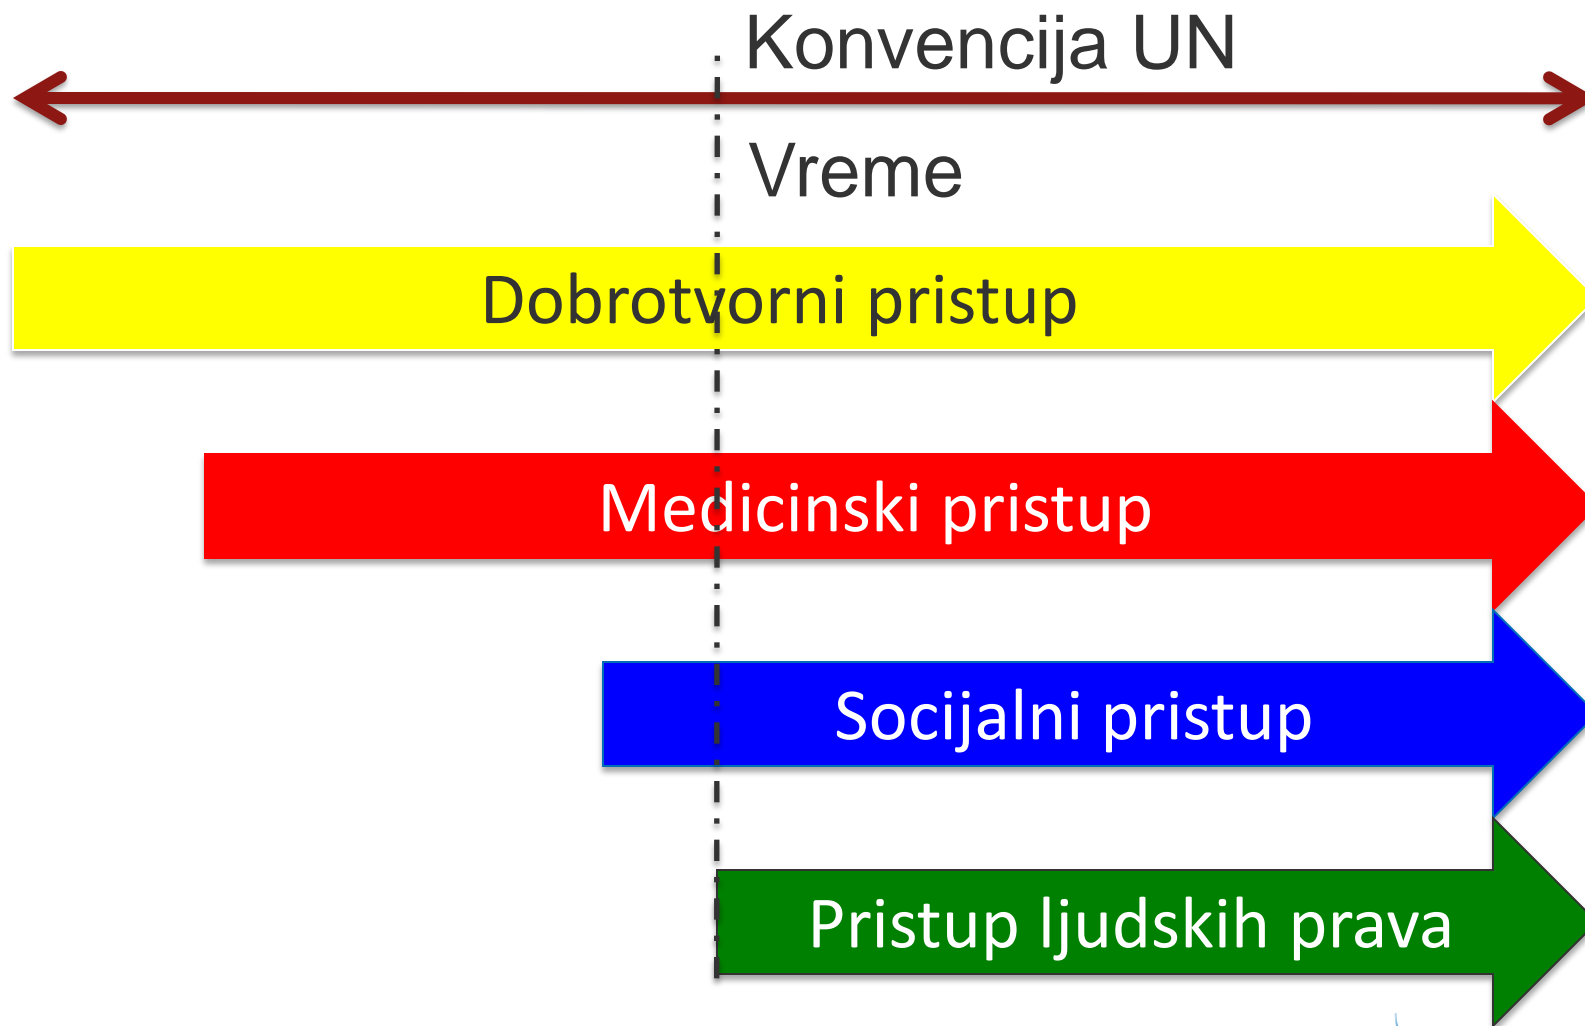 Konvencija UN
Vreme
Dobrotvorni pristup
Medicinski pristup
Socijalni pristup
Pristup ljudskih prava